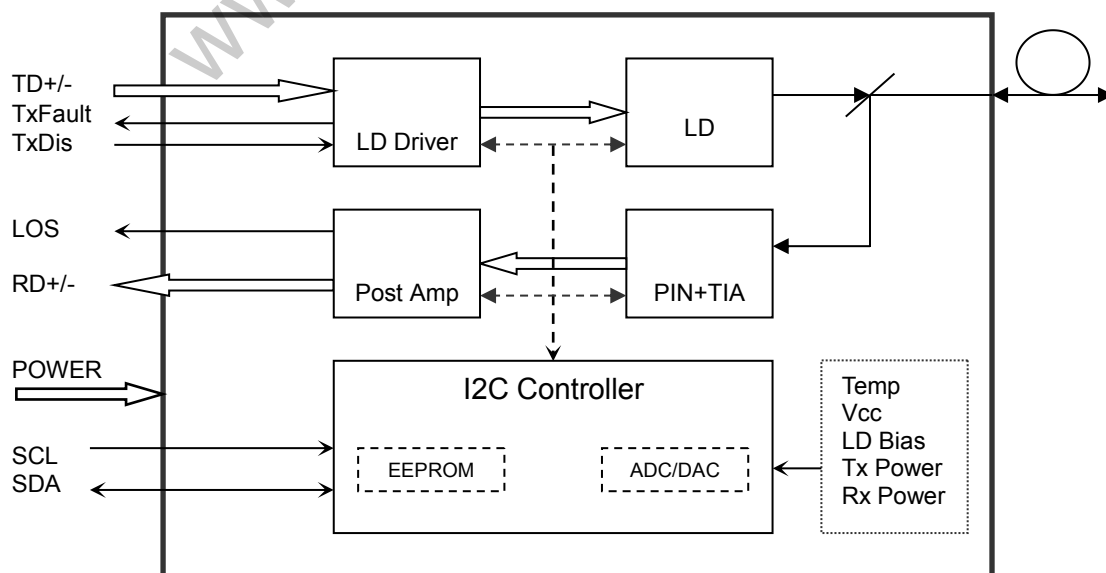 www
TD+/-
TxFault
TxDis
LD Driver
LD
LOS
RD+/-
Post Amp
PIN+TIA
POWER
I2C Controller
SCL
SDA
EEPROM
ADC/DAC
Temp
Vcc
LD Bias
Tx Power
Rx Power